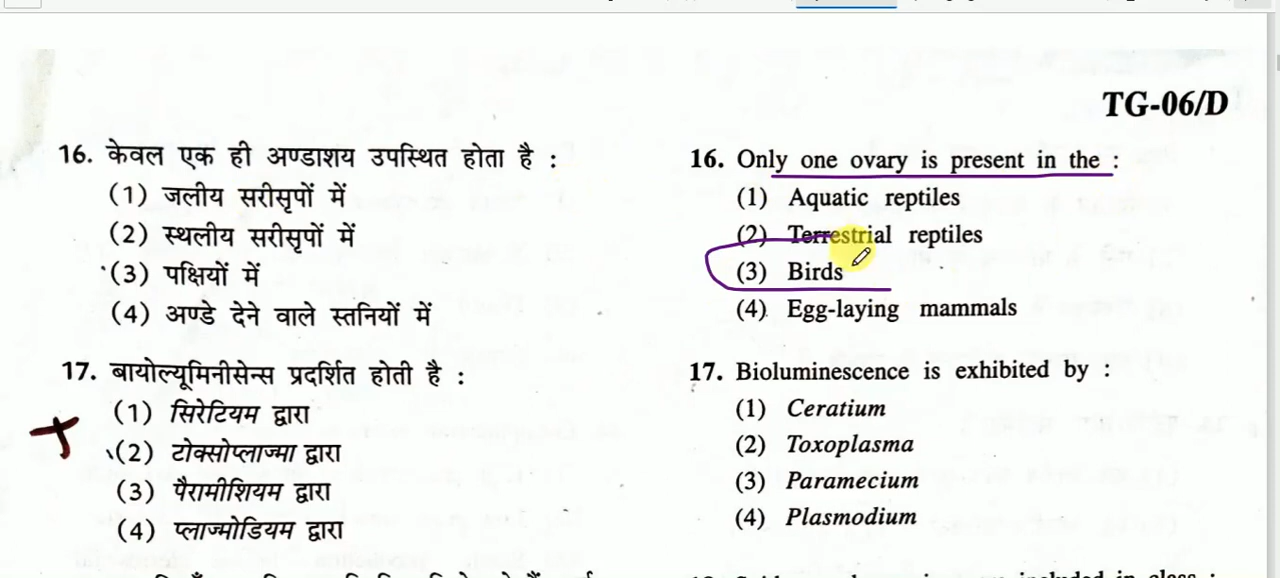 TG-06/D
16. केवल एक ही अण्डाशय उपस्थित होता है :
(1) जलीय सरीसृपों में
(2) स्थलीय सरीसृपों में
(3) पक्षियों में
(4) अण्डे देने वाले स्तनियों में
17. बायोल्यूमिनीसेन्स प्रदर्शित होती है :
(1) सिरेटियम द्वारा
(2) टोक्सोप्लाज्मा द्वारा
(3) पैरामीशियम द्वारा
(4) प्लाज्मोडियम द्वारा
16. Only one ovary is present in the :
(1) Aquatic reptiles
(2) Terrestrial reptiles
(3) Birds
(4) Egg-laying mammals
17. Bioluminescence is exhibited by :
(1) Ceratium
(2) Toxoplasma
(3) Paramecium
(4) Plasmodium